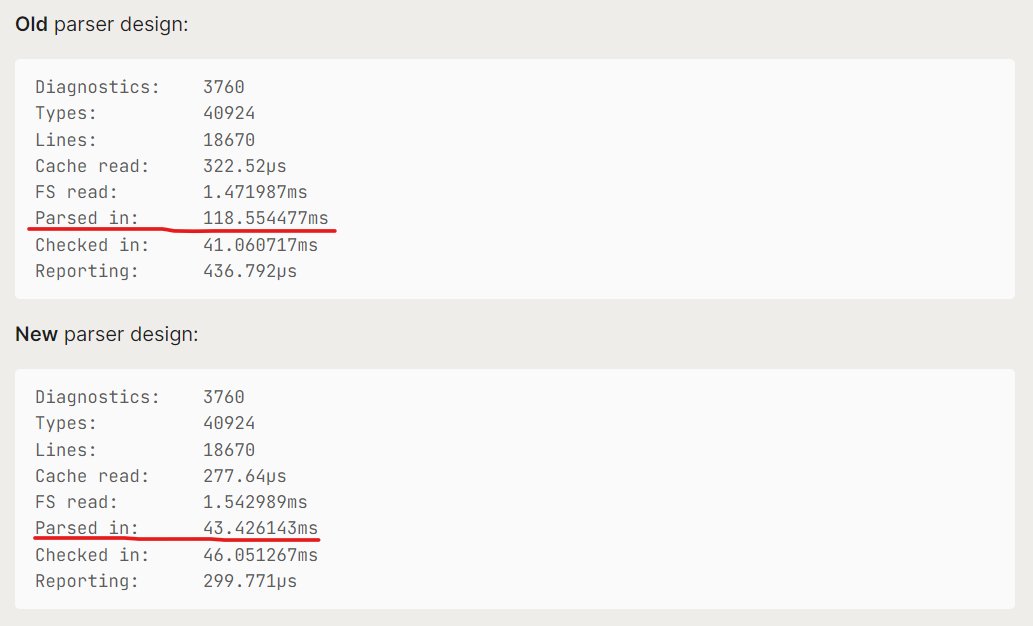 Old parser design:
Diagnostics: 3760
Types: 40924
Lines: 18670
Cache read: 322.52µs
FS read: 1.471987ms
Parsed in: 118.554477ms
Checked in: 41.060717ms
Reporting: 436.792µs
New parser design:
Diagnostics: 3760
Types: 40924
Lines: 18670
Cache read: 277.64µs
FS read: 1.542989ms
Parsed in: 43.426143ms
Checked in: 46.051267ms
Reporting: 299.771µs